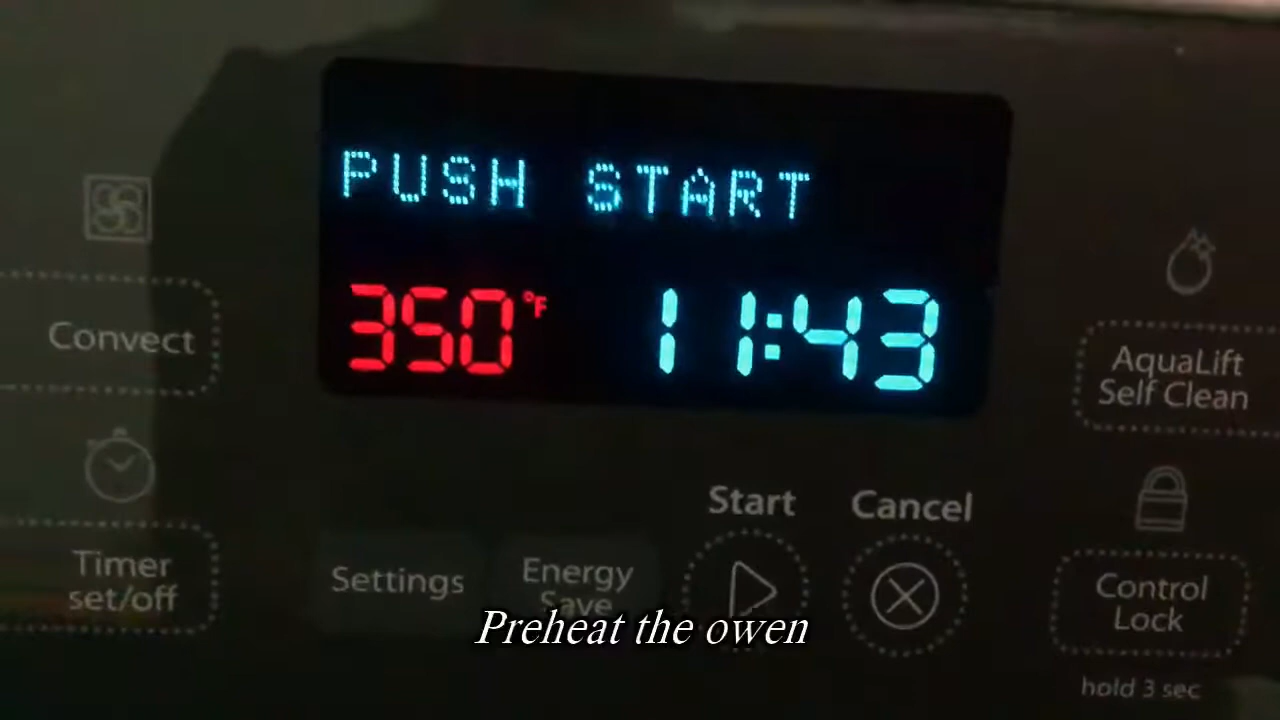 PUSH START
350°F 11:43
Convect
AquaLift
Self Clean
Start Cancel
Timer
set/off
Settings
Energy
Save
Control
Lock
hold 3 sec
Preheat the owen